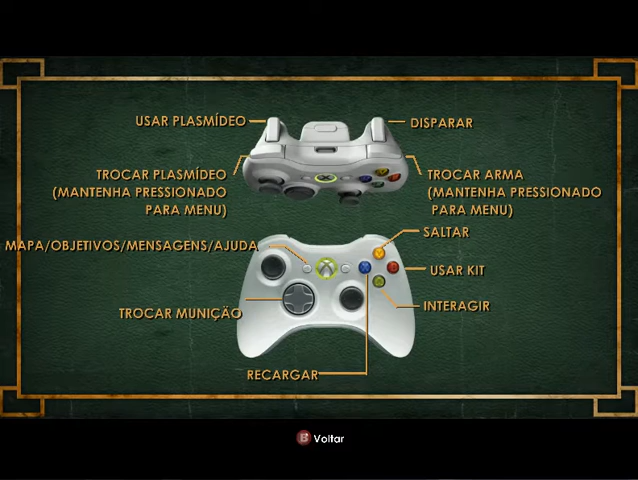 USAR PLASMÍDEO
DISPARAR
TROCAR PLASMÍDEO
(MANTENHA PRESSIONADO
PARA MENU)
TROCAR ARMA
(MANTENHA PRESSIONADO
PARA MENU)
SALTAR
MAPA/OBJETIVOS/MENSAGENS/AJUDA
USAR KIT
INTERAGIR
TROCAR MUNIÇÃO
RECARGAR
B Voltar